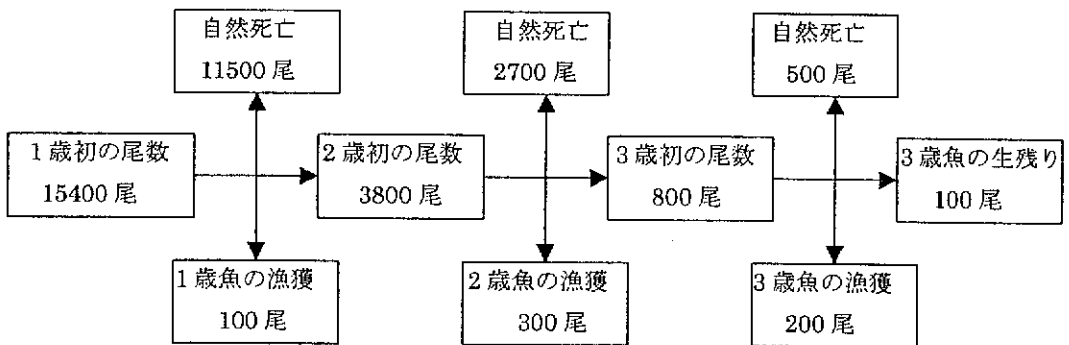 自然死亡
11500 尾
自然死亡
2700 尾
自然死亡
500 尾
1 歳初の尾数
15400 尾
2 歳初の尾数
3800 尾
3 歳初の尾数
800 尾
3 歳魚の生残り
100 尾
1 歳魚の漁獲
100 尾
2 歳魚の漁獲
300 尾
3 歳魚の漁獲
200 尾